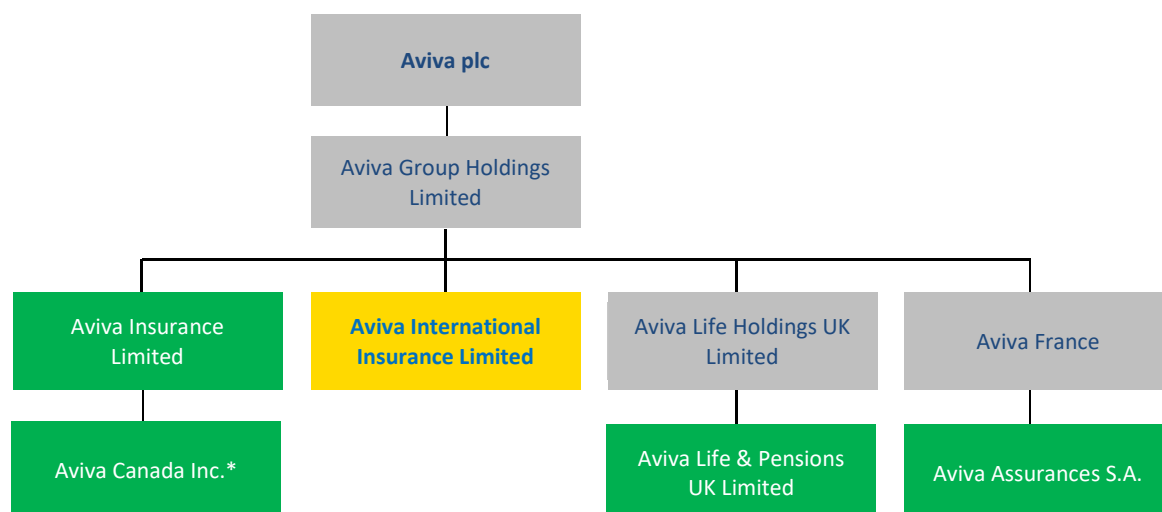 Aviva plc
Aviva Group Holdings
Limited
Aviva Insurance
Limited
Aviva International
Insurance Limited
Aviva Life Holdings UK
Limited
Aviva France
Aviva Canada Inc.*
Aviva Life & Pensions
UK Limited
Aviva Assurances S.A.